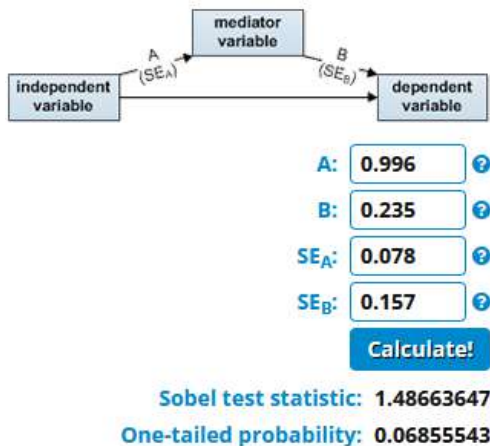 mediator
variable
A
(SEA)
B
(SEB)
independent
variable
dependent
variable
A: 0.996 ?
B: 0.235 ?
SEA: 0.078 ?
SEB: 0.157 ?
Calculate!
Sobel test statistic: 1.48663647
One-tailed probability: 0.06855543